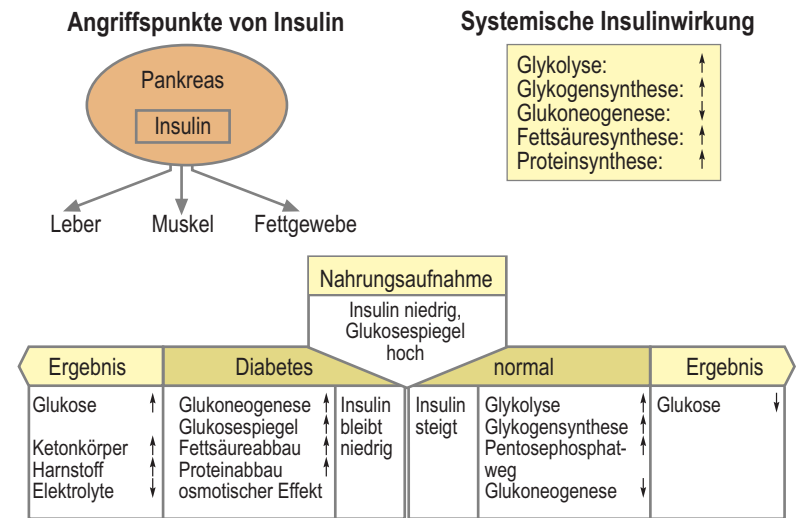 Angriffspunkte von Insulin
Pankreas
Insulin
Leber
Muskel
Fettgewebe
Systemische Insulinwirkung
Glykolyse: ↑
Glykogensynthese: ↑
Glukoneogenese: ↓
Fettsäuresynthese: ↑
Proteinsynthese: ↑
Nahrungsaufnahme
Insulin niedrig,
Glukosespiegel
hoch
Ergebnis
Glukose ↑
Ketonkörper ↑
Harnstoff ↑
Elektrolyte ↓
Diabetes
Glukoneogenese ↑
Glukosespiegel ↑
Fettsäureabbau ↑
Proteinabbau ↑
osmotischer Effekt
Insulin
bleibt
niedrig
normal
Insulin
steigt
Glykolyse ↑
Glykogensynthese ↑
Pentosephosphat- ↑
weg
Glukoneogenese ↓
Ergebnis
Glukose ↓